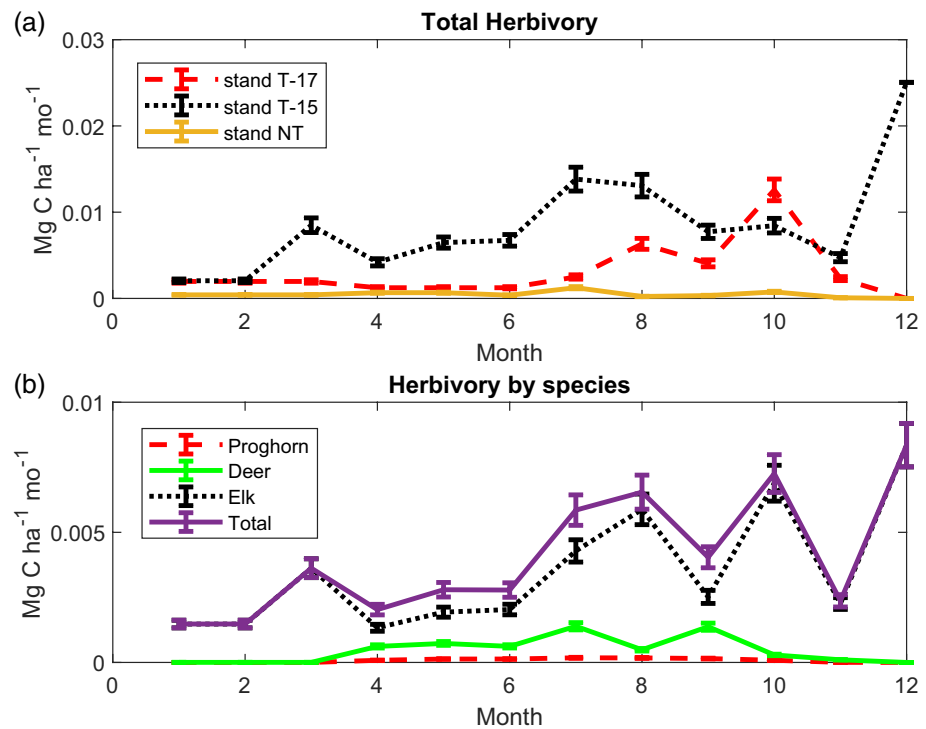 (a)
Total Herbivory
0.03
0.02
0.01
0
Mg C ha⁻¹ mo⁻¹
stand T-17
stand T-15
stand NT
0 2 4 6 8 10 12
Month
(b)
Herbivory by species
0.01
0.005
0
Mg C ha⁻¹ mo⁻¹
Proghorn
Deer
Elk
Total
0 2 4 6 8 10 12
Month